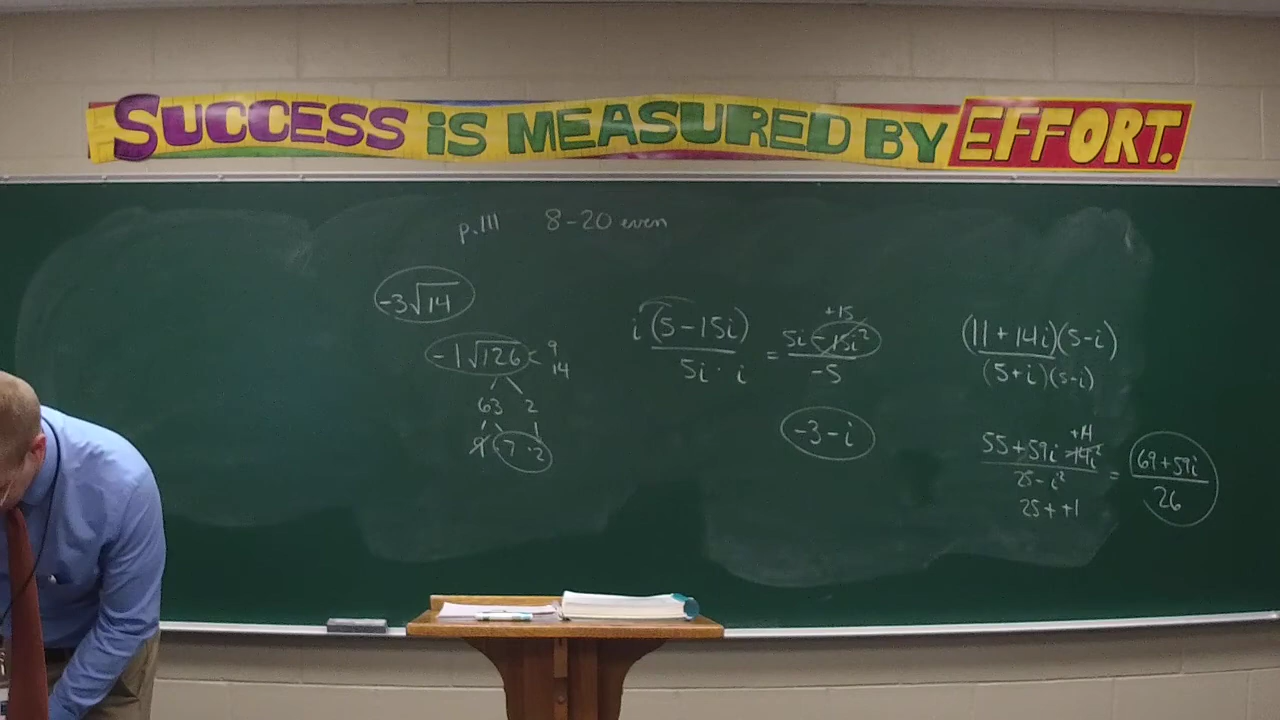 SUCCESS iS MEASURED BY EFFORT.
p.111 8-20 even
-3√14
-1√126 < 9
14
63 2
9 · 7 · 2
i(5-15i)
5i · i
=
+15
5i -15i²
-5
-3-i
(11+14i)(5-i)
(5+i)(5-i)
+14
55+59i -14i²
25-i²
25++1
=
69+59i
26